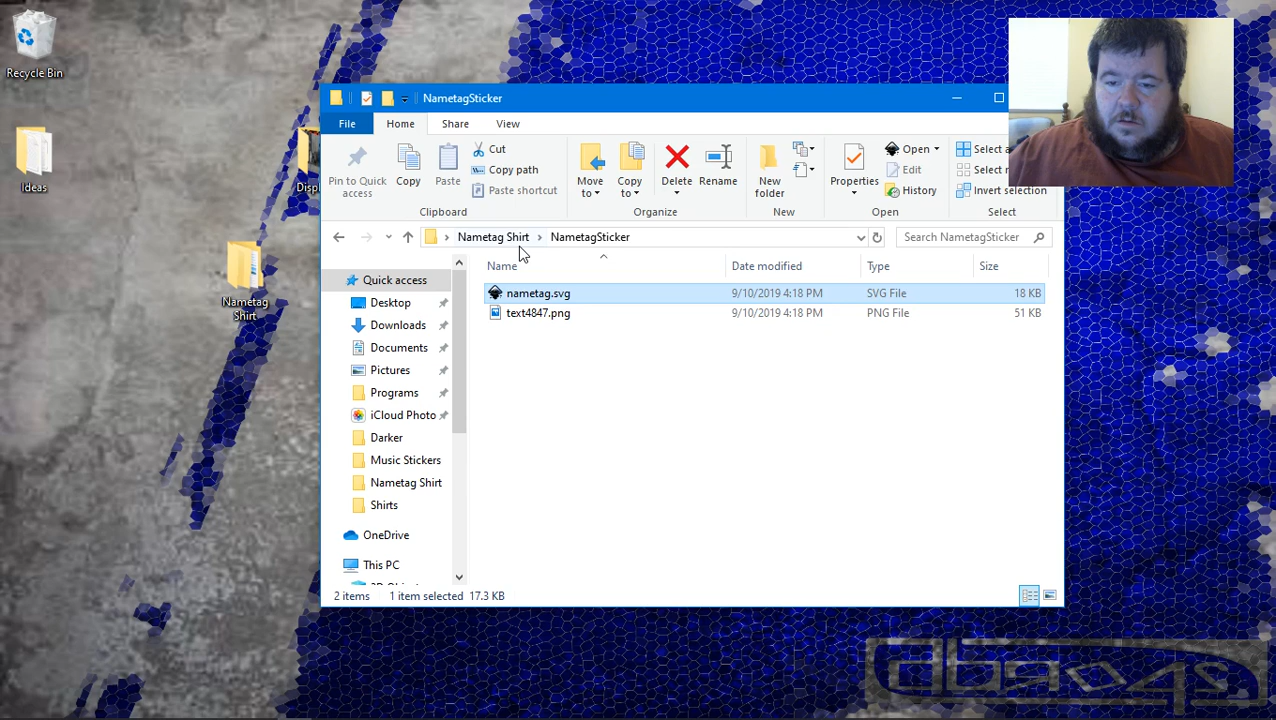 Recycle Bin
Ideas
Displ
Nametag
Shirt
NametagSticker
File Home Share View
Pin to Quick
access
Copy
Paste
Cut
Copy path
Paste shortcut
Move
to
Copy
to
Delete
Rename
New
folder
Properties
Open
Edit
History
Select a
Select n
Invert selection
Clipboard Organize New Open Select
Nametag Shirt NametagSticker
Search NametagSticker
Name Date modified Type Size
nametag.svg 9/10/2019 4:18 PM SVG File 18 KB
text4847.png 9/10/2019 4:18 PM PNG File 51 KB
Quick access
Desktop
Downloads
Documents
Pictures
Programs
iCloud Photo
Darker
Music Stickers
Nametag Shirt
Shirts
OneDrive
This PC
2 items 1 item selected 17.3 KB